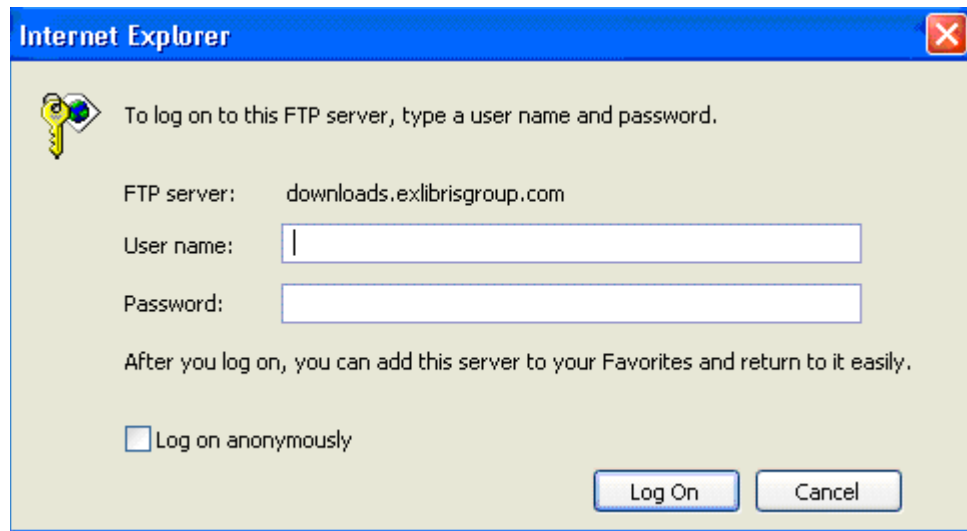 Internet Explorer
To log on to this FTP server, type a user name and password.
FTP server: downloads.exlibrisgroup.com
User name:
Password:
After you log on, you can add this server to your Favorites and return to it easily.
Log on anonymously
Log On Cancel